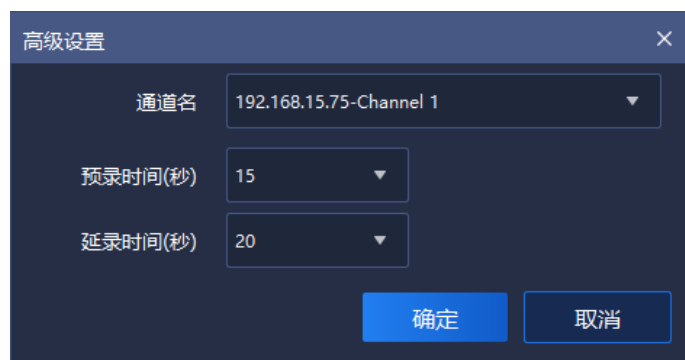 高级设置
通道名 192.168.15.75-Channel 1
预录时间(秒) 15
延录时间(秒) 20
确定 取消